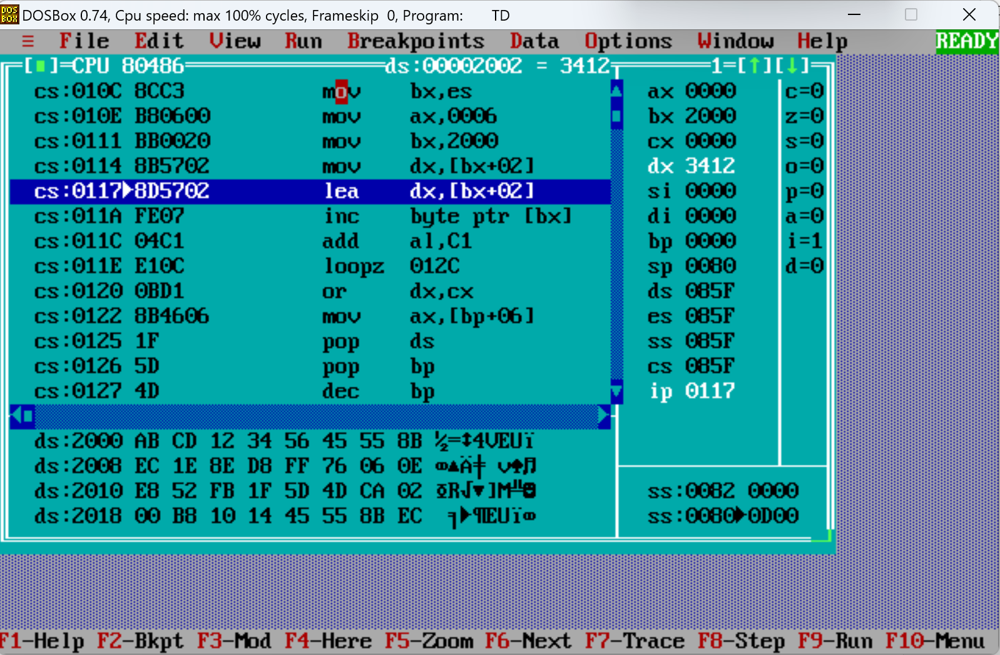 DOSBox 0.74, Cpu speed: max 100% cycles, Frameskip 0, Program: TD
≡ File Edit View Run Breakpoints Data Options Window Help READY
[■]=CPU 80486 ds:00002002 = 3412 1=[↑][↓]
cs:010C 8CC3 mov bx,es ax 0000 c=0
cs:010E B80600 mov ax,0006 bx 2000 z=0
cs:0111 BB0020 mov bx,2000 cx 0000 s=0
cs:0114 8B5702 mov dx,[bx+02] dx 3412 o=0
cs:0117►8D5702 lea dx,[bx+02] si 0000 p=0
cs:011A FE07 inc byte ptr [bx] di 0000 a=0
cs:011C 04C1 add al,C1 bp 0000 i=1
cs:011E E10C loopz 012C sp 0080 d=0
cs:0120 0BD1 or dx,cx ds 085F
cs:0122 8B4606 mov ax,[bp+06] es 085F
cs:0125 1F pop ds ss 085F
cs:0126 5D pop bp cs 085F
cs:0127 4D dec bp ip 0117
ds:2000 AB CD 12 34 56 45 55 8B ½=↕4VEUï
ds:2008 EC 1E 8E D8 FF 76 06 0E ∞▲Ä╪ v♠♫
ds:2010 E8 52 FB 1F 5D 4D CA 02 ΦR√▼]M╩☻ ss:0082 0000
ds:2018 00 B8 10 14 45 55 8B EC ╕►¶EUï∞ ss:0080►0D00
F1-Help F2-Bkpt F3-Mod F4-Here F5-Zoom F6-Next F7-Trace F8-Step F9-Run F10-Menu